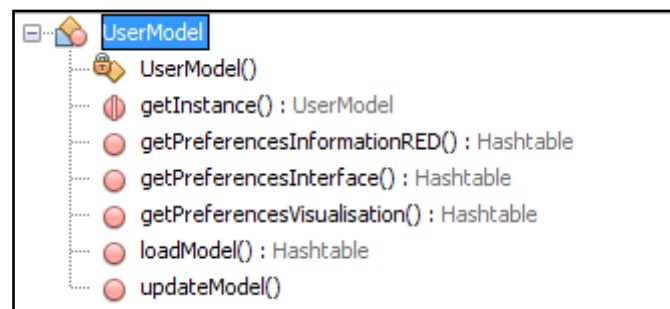 UserModel
UserModel()
getInstance() : UserModel
getPreferencesInformationRED() : Hashtable
getPreferencesInterface() : Hashtable
getPreferencesVisualisation() : Hashtable
loadModel() : Hashtable
updateModel()